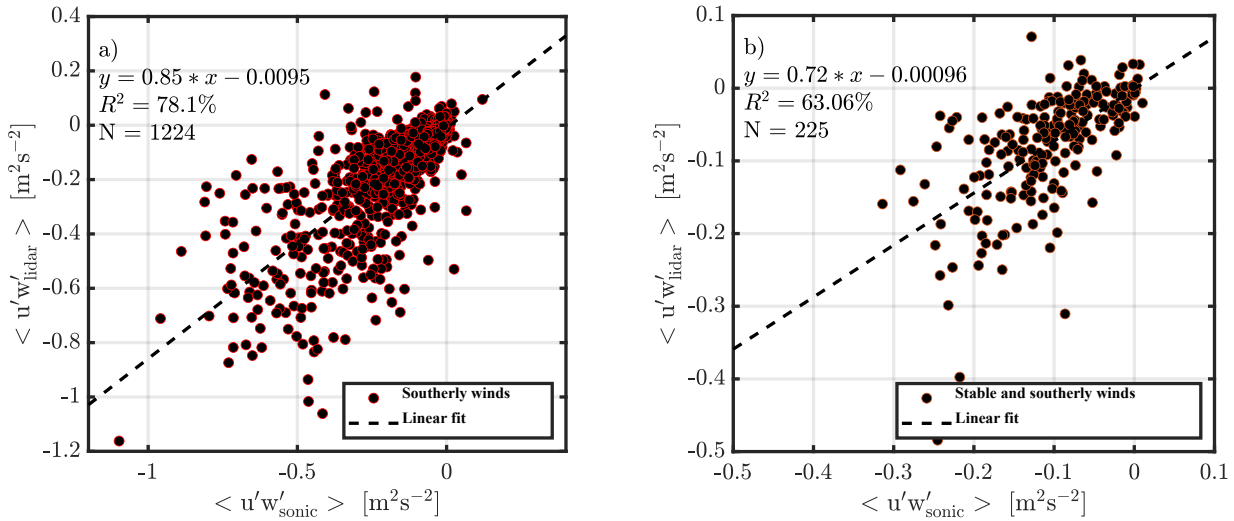 a)
y = 0.85 * x − 0.0095
R² = 78.1%
N = 1224
0.4
0.2
0
-0.2
-0.4
-0.6
-0.8
-1
-1.2
< u′w′lidar > [m²s⁻²]
Southerly winds
Linear fit
-1
-0.5
0
< u′w′sonic > [m²s⁻²]
b)
y = 0.72 * x − 0.00096
R² = 63.06%
N = 225
0.1
0
-0.1
-0.2
-0.3
-0.4
-0.5
< u′w′lidar > [m²s⁻²]
Stable and southerly winds
Linear fit
-0.5
-0.4
-0.3
-0.2
-0.1
0
0.1
< u′w′sonic > [m²s⁻²]